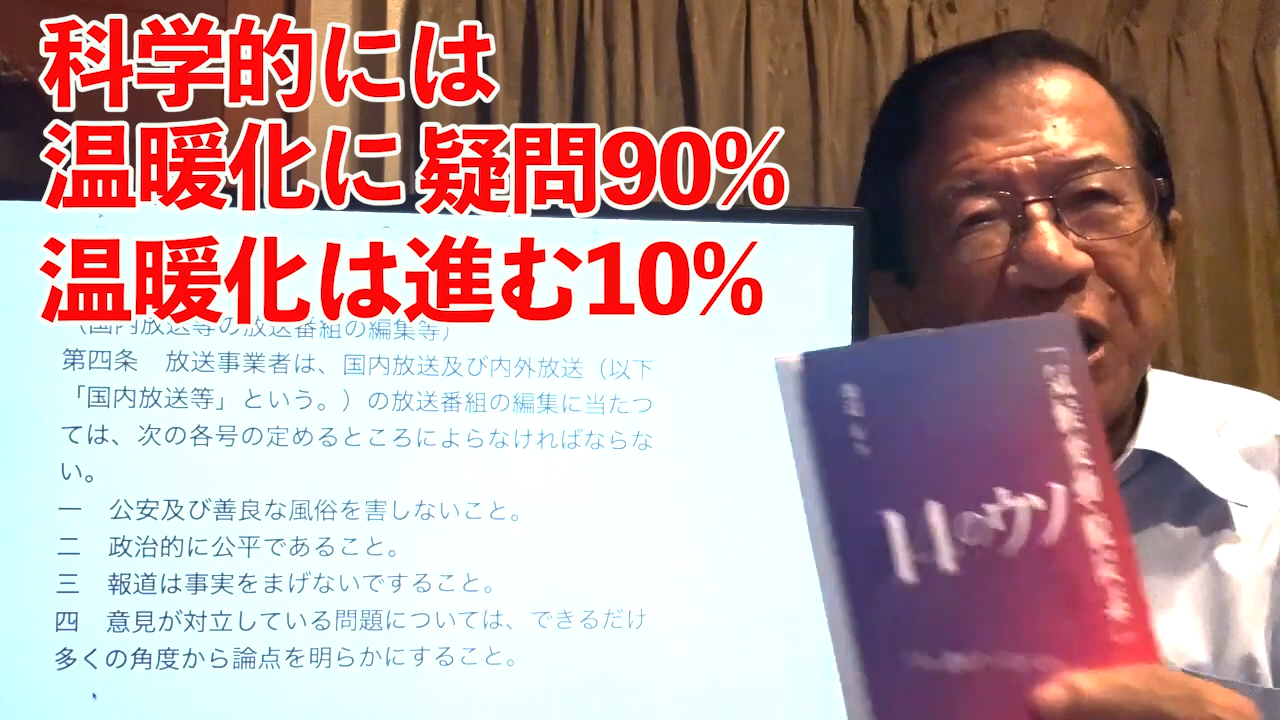 科学的には
温暖化に疑問90%
温暖化は進む10%
（国内放送等の放送番組の編集等）
第四条　放送事業者は、国内放送及び内外放送（以下
「国内放送等」という。）の放送番組の編集に当たつ
ては、次の各号の定めるところによらなければならな
い。
一　公安及び善良な風俗を害しないこと。
二　政治的に公平であること。
三　報道は事実をまげないですること。
四　意見が対立している問題については、できるだけ
多くの角度から論点を明らかにすること。
11のウソ